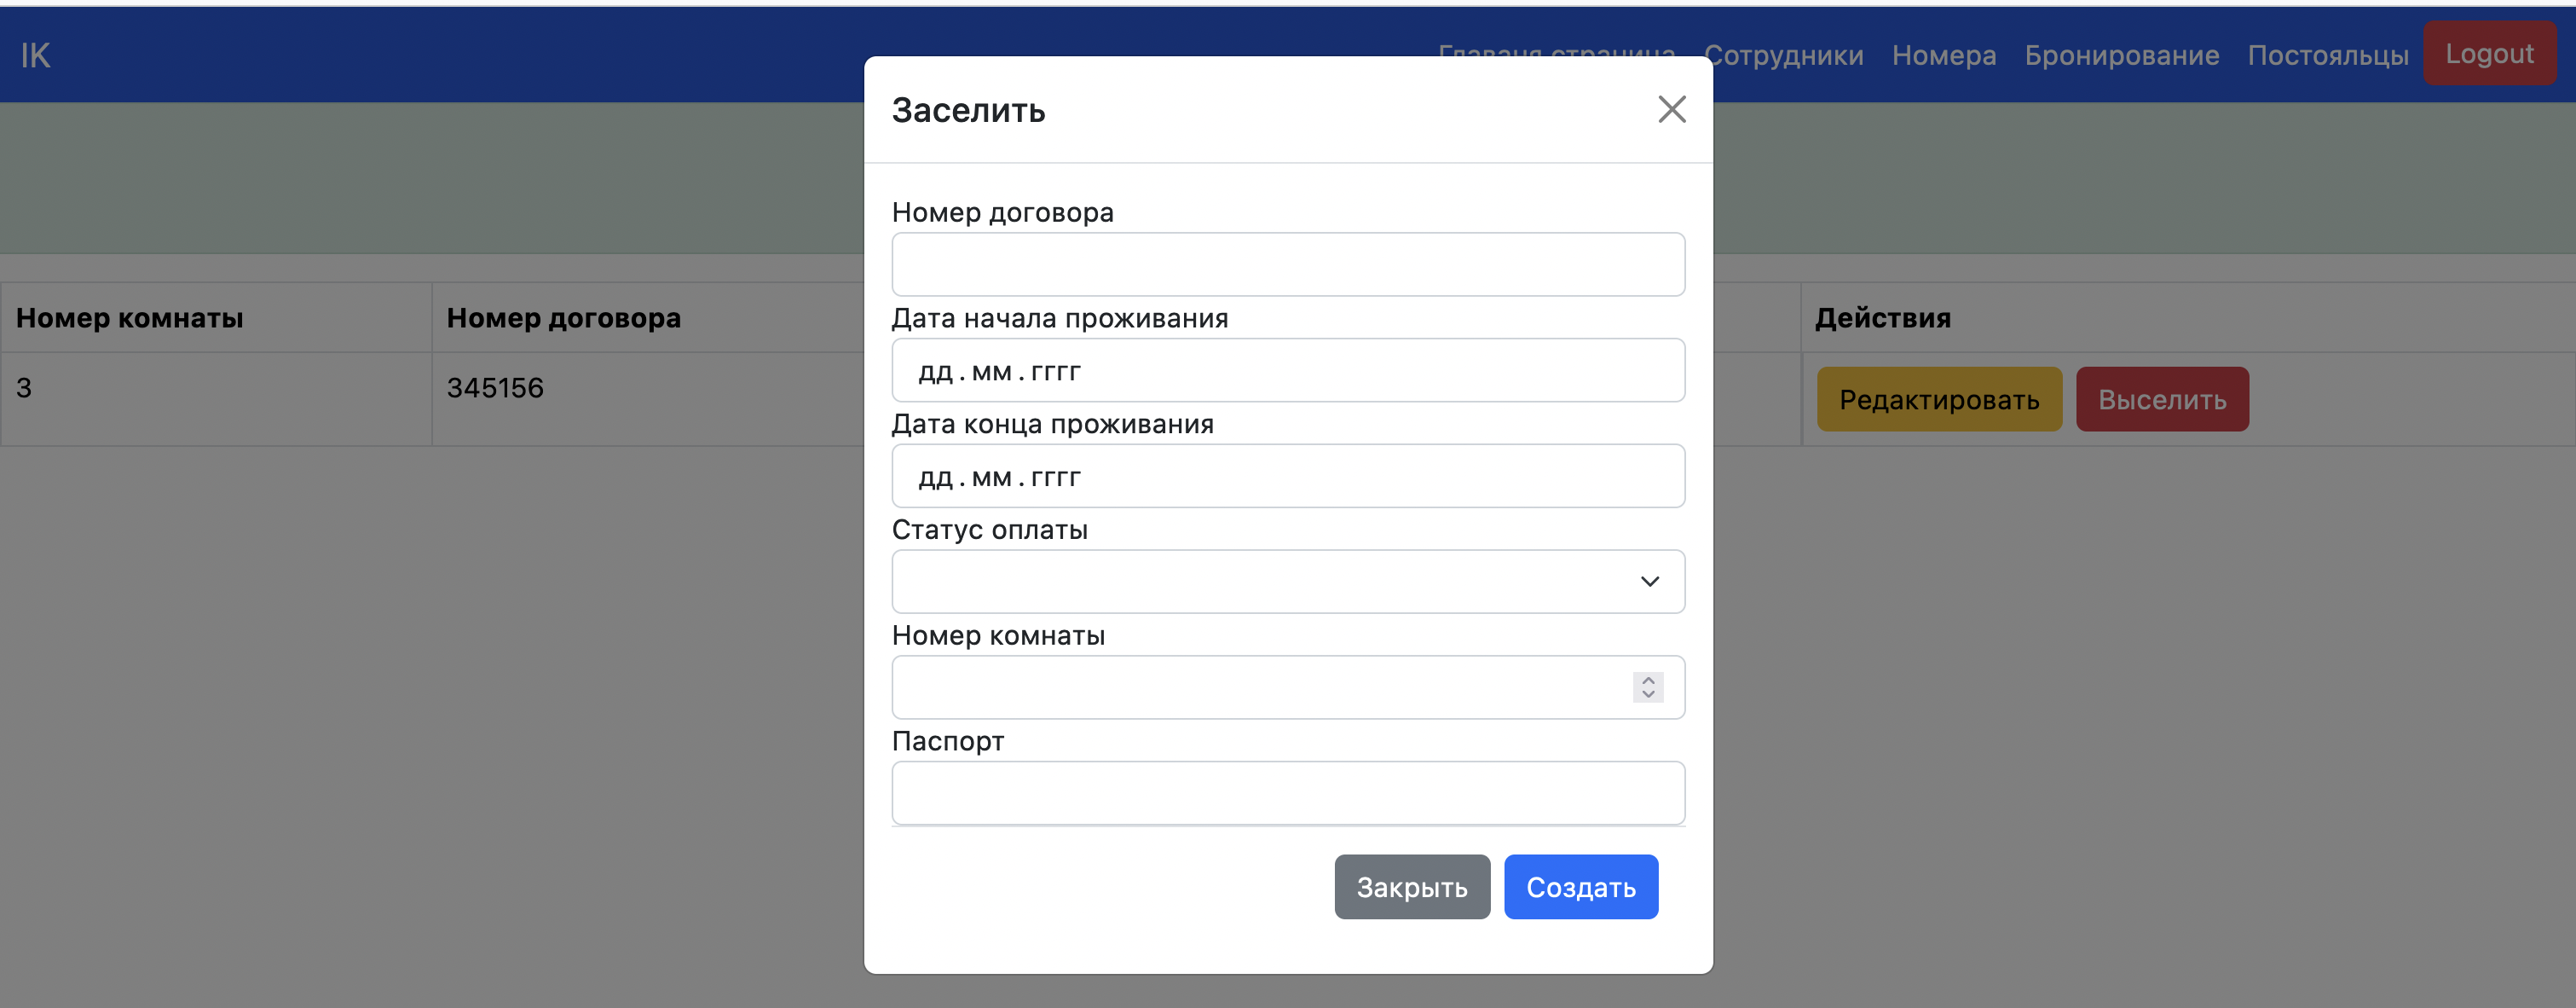 IK
Главаня страница Сотрудники Номера Бронирование Постояльцы Logout
Заселить
Номер договора
Дата начала проживания
дд.мм.гггг
Дата конца проживания
дд.мм.гггг
Статус оплаты
Номер комнаты
Паспорт
Закрыть Создать
Номер комнаты Номер договора Действия
3 345156 Редактировать Выселить